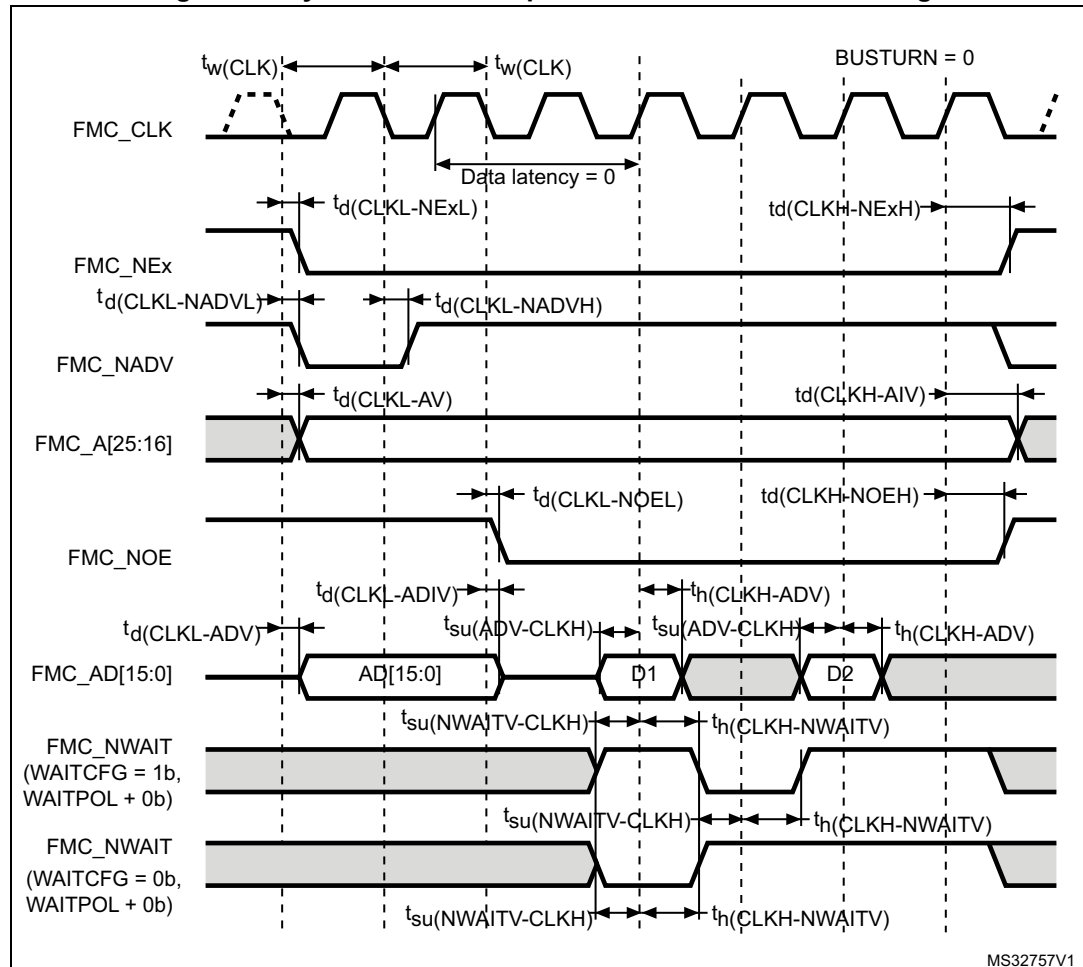 tw(CLK) tw(CLK) BUSTURN = 0
FMC_CLK
Data latency = 0
td(CLKL-NExL) td(CLKH-NExH)
FMC_NEx
td(CLKL-NADVL) td(CLKL-NADVH)
FMC_NADV
td(CLKL-AV) td(CLKH-AIV)
FMC_A[25:16]
td(CLKL-NOEL) td(CLKH-NOEH)
FMC_NOE
td(CLKL-ADIV) th(CLKH-ADV)
td(CLKL-ADV) tsu(ADV-CLKH) tsu(ADV-CLKH) th(CLKH-ADV)
FMC_AD[15:0] AD[15:0] D1 D2
tsu(NWAITV-CLKH) th(CLKH-NWAITV)
FMC_NWAIT
(WAITCFG = 1b,
WAITPOL + 0b)
tsu(NWAITV-CLKH) th(CLKH-NWAITV)
FMC_NWAIT
(WAITCFG = 0b,
WAITPOL + 0b)
tsu(NWAITV-CLKH) th(CLKH-NWAITV)
MS32757V1